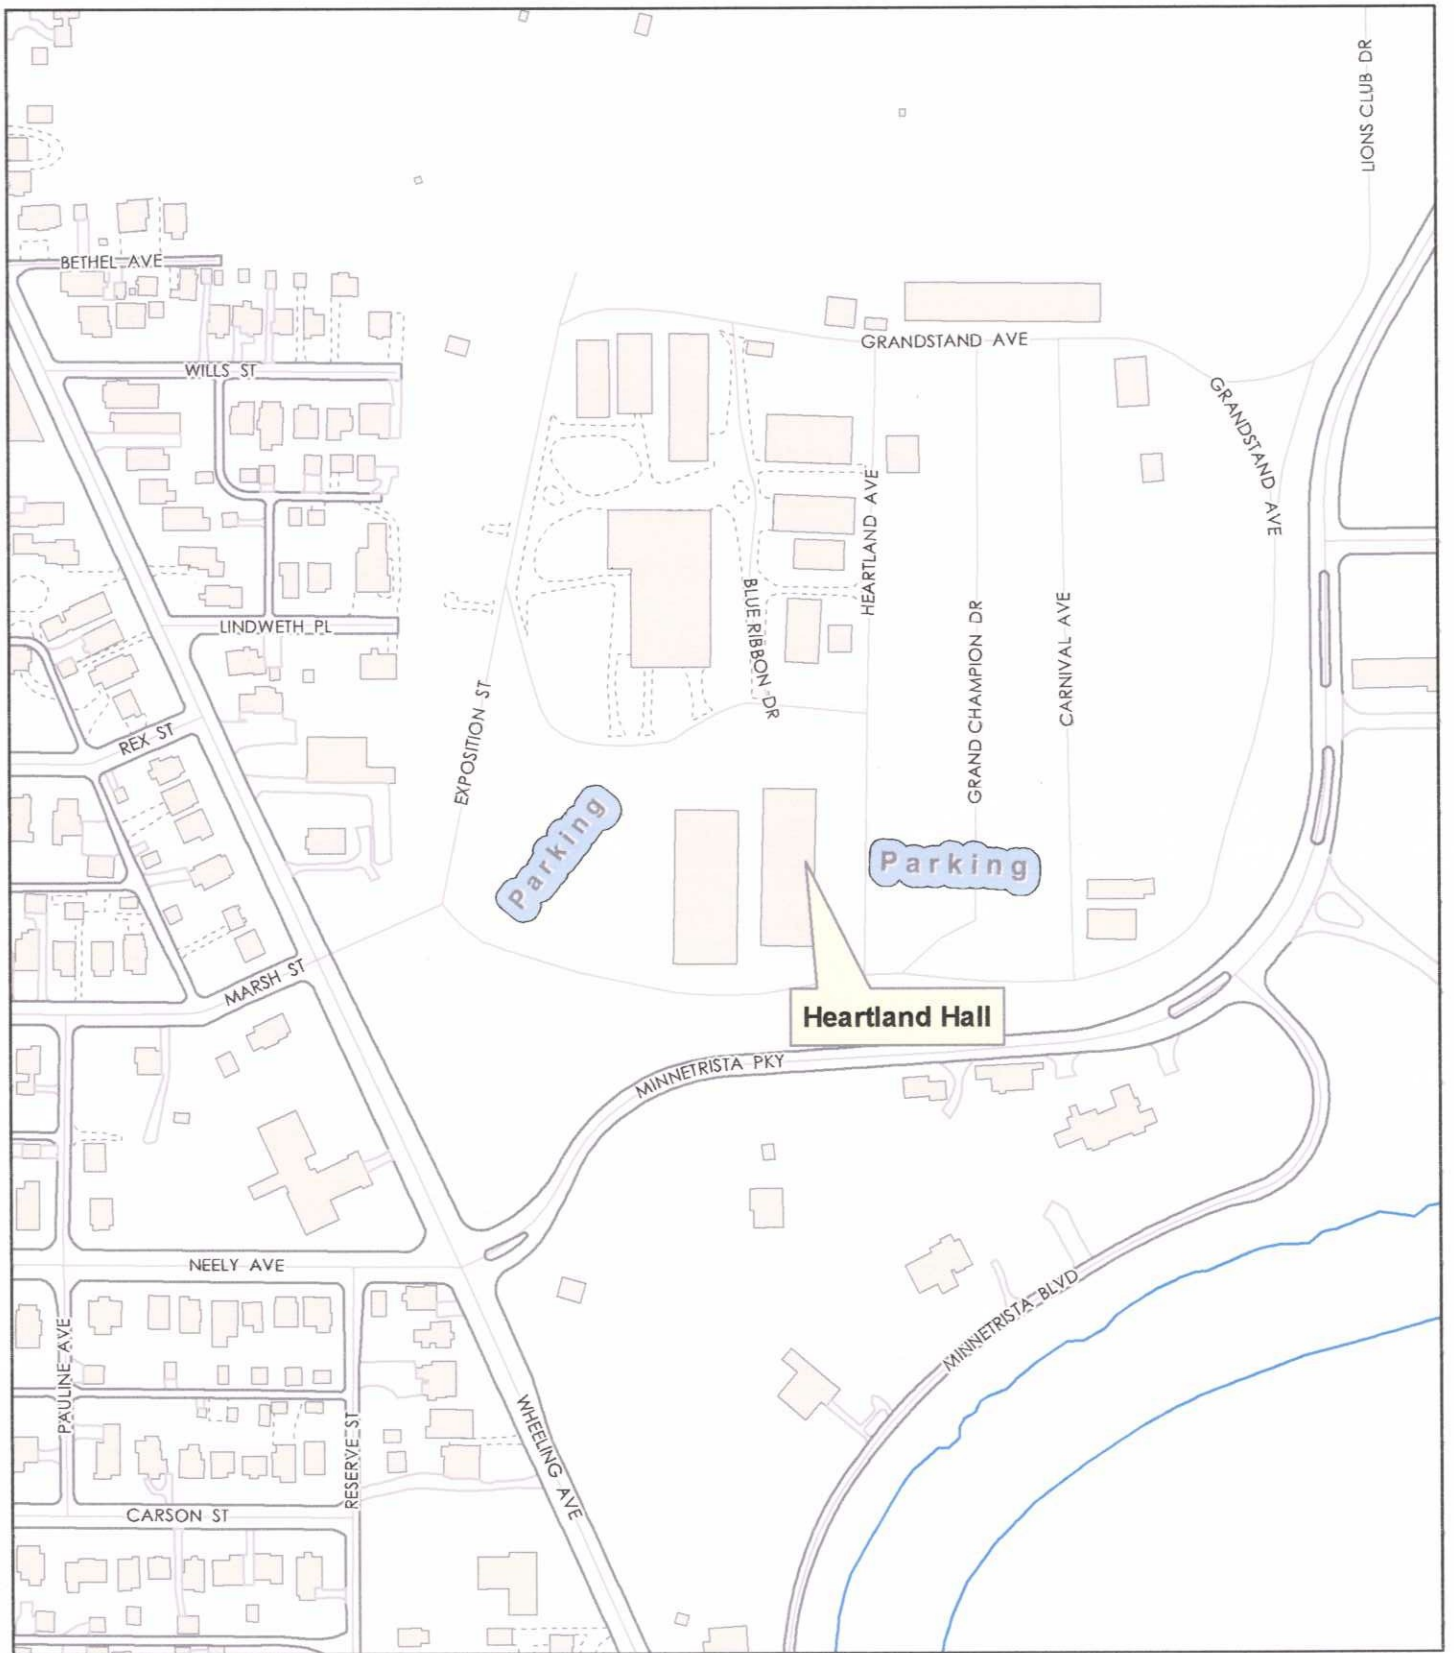 LIONS CLUB DR
BETHEL AVE
GRANDSTAND AVE
WILLS ST
GRANDSTAND AVE
HEARTLAND AVE
BLUE RIBBON DR
GRAND CHAMPION DR
CARNIVAL AVE
LINDWETH PL
EXPOSITION ST
REX ST
Parking
Parking
MARSH ST
Heartland Hall
MINNETRISTA PKY
NEELY AVE
MINNETRISTA BLVD
PAULINE AVE
RESERVE ST
WHEELING AVE
CARSON ST